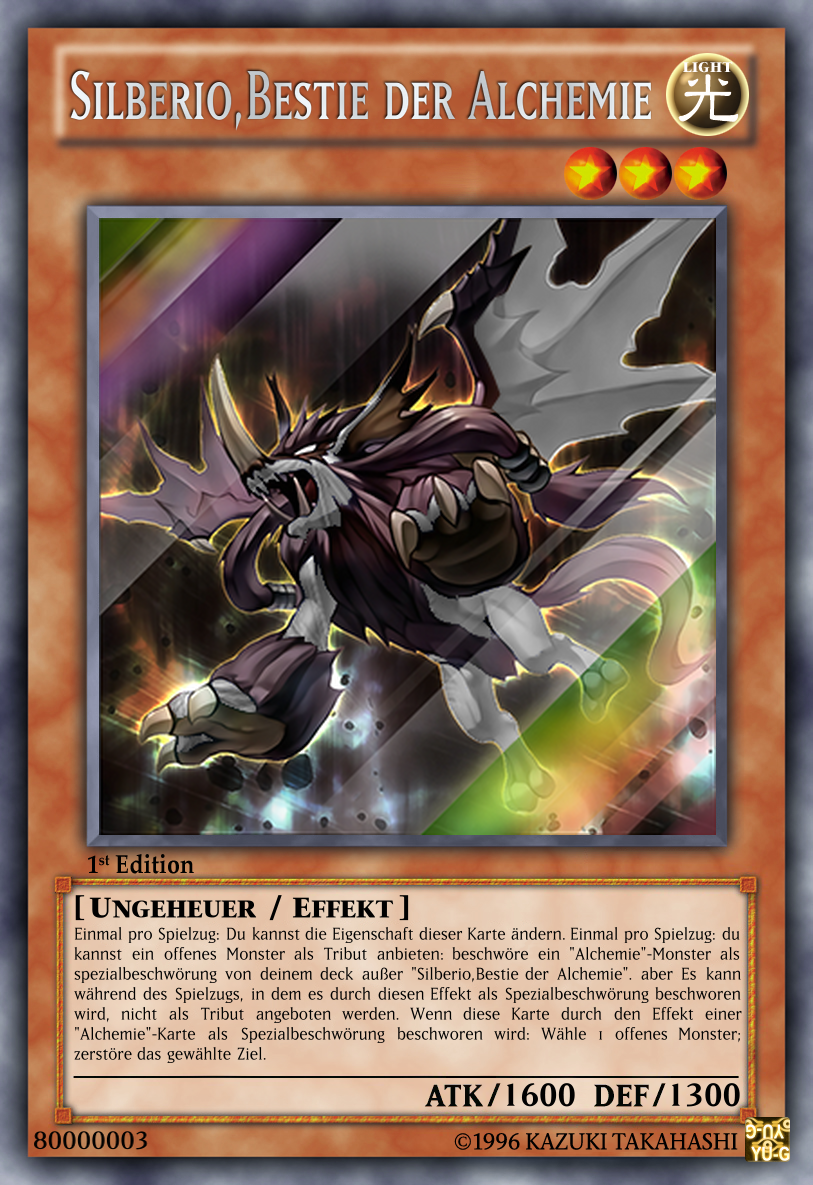 Silberio,Bestie der Alchemie
LIGHT
光
1st Edition
[ Ungeheuer / Effekt ]
Einmal pro Spielzug: Du kannst die Eigenschaft dieser Karte ändern. Einmal pro Spielzug: du
kannst ein offenes Monster als Tribut anbieten: beschwöre ein "Alchemie"-Monster als
spezialbeschwörung von deinem deck außer "Silberio,Bestie der Alchemie". aber Es kann
während des Spielzugs, in dem es durch diesen Effekt als Spezialbeschwörung beschworen
wird, nicht als Tribut angeboten werden. Wenn diese Karte durch den Effekt einer
"Alchemie"-Karte als Spezialbeschwörung beschworen wird: Wähle 1 offenes Monster;
zerstöre das gewählte Ziel.
ATK/1600 DEF/1300
80000003
©1996 KAZUKI TAKAHASHI